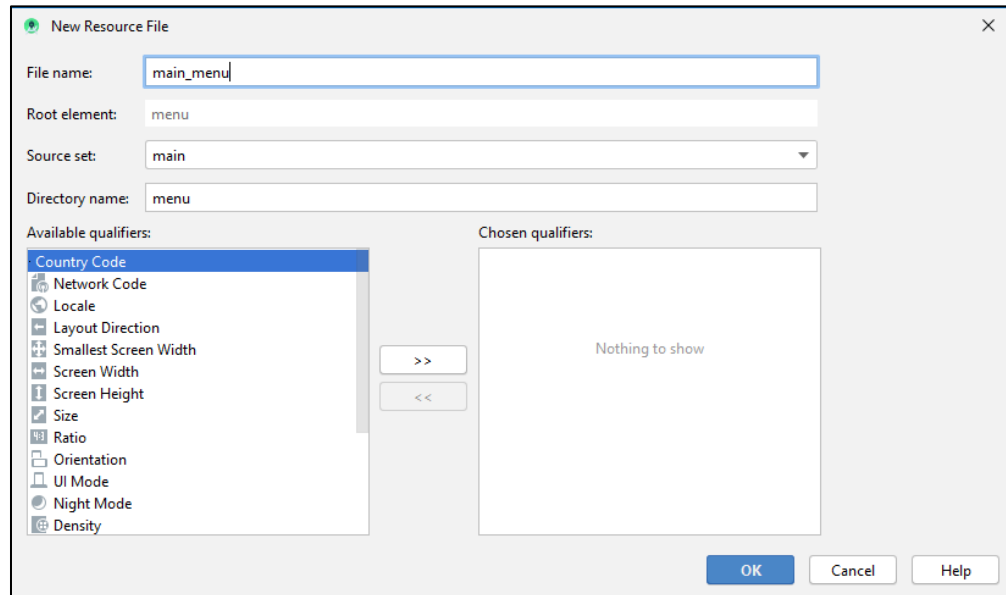 New Resource File
File name: main_menu
Root element: menu
Source set: main
Directory name: menu
Available qualifiers: Chosen qualifiers:
Country Code
Network Code
Locale
Layout Direction
Smallest Screen Width
Screen Width
Screen Height
Size
Ratio
Orientation
UI Mode
Night Mode
Density
>>
<<
Nothing to show
OK Cancel Help